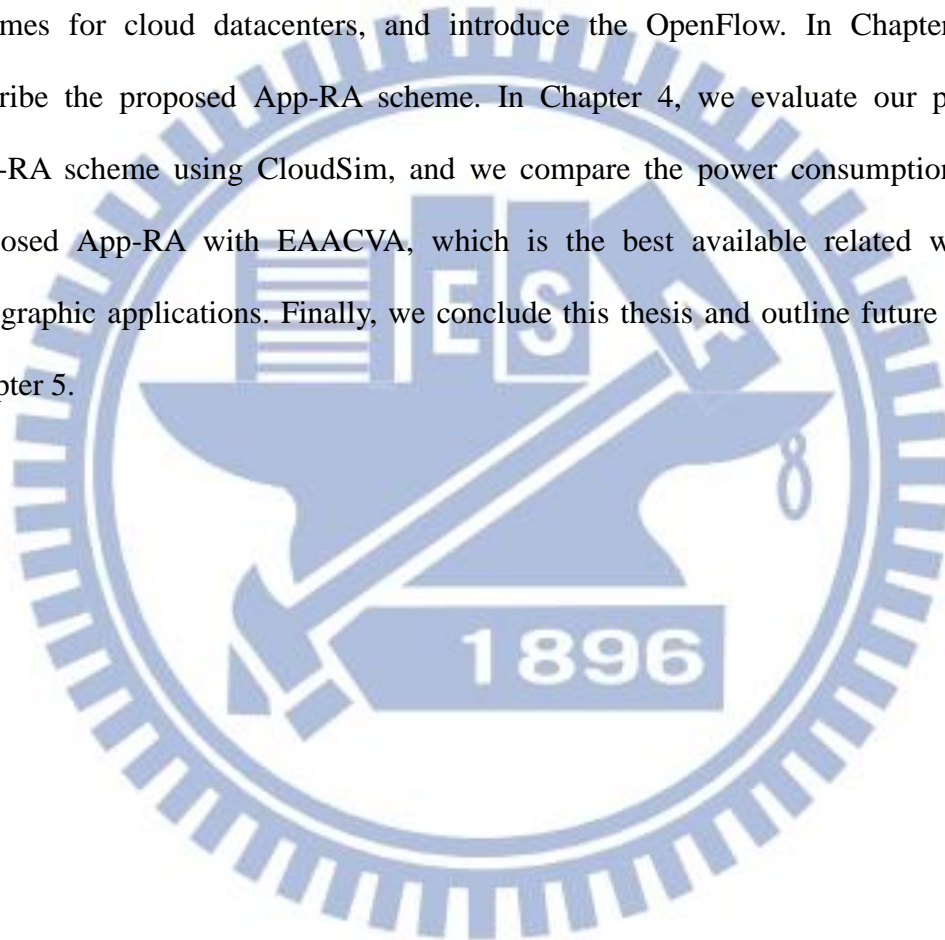 mes for cloud datacenters, and introduce the OpenFlow. In Chapter
ribe the proposed App-RA scheme. In Chapter 4, we evaluate our p
-RA scheme using CloudSim, and we compare the power consumption
osed App-RA with EAACVA, which is the best available related w
graphic applications. Finally, we conclude this thesis and outline future
pter 5.
E S A
8
1896